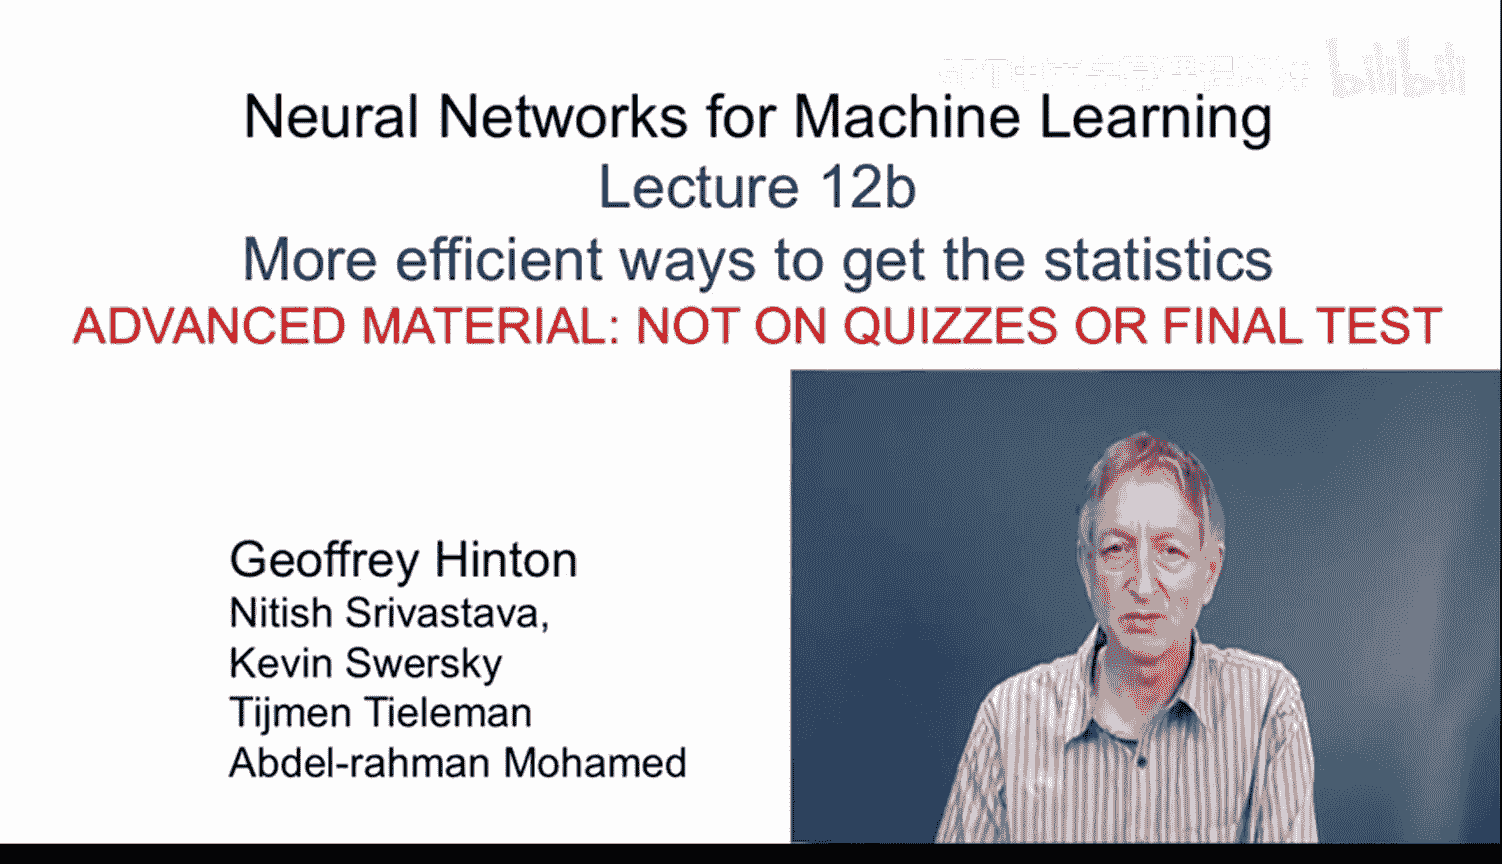 bilibili
Neural Networks for Machine Learning
Lecture 12b
More efficient ways to get the statistics
ADVANCED MATERIAL: NOT ON QUIZZES OR FINAL TEST
Geoffrey Hinton
Nitish Srivastava,
Kevin Swersky
Tijmen Tieleman
Abdel-rahman Mohamed